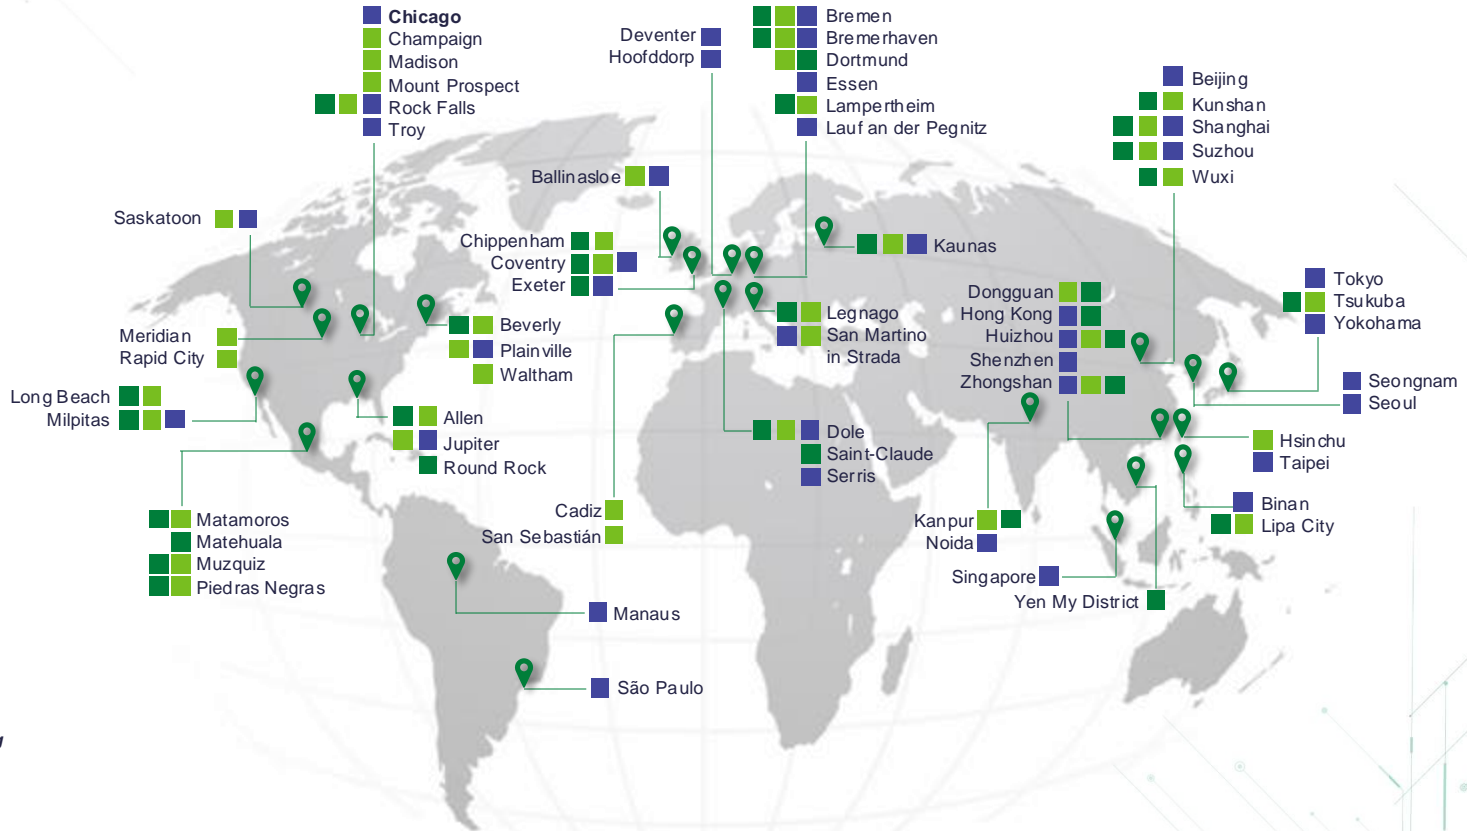 Chicago
Champaign
Madison
Mount Prospect
Rock Falls
Troy
Deventer
Hoofddorp
Bremen
Bremerhaven
Dortmund
Essen
Lampertheim
Lauf an der Pegnitz
Beijing
Kunshan
Shanghai
Suzhou
Wuxi
Ballinasloe
Saskatoon
Chippenham
Coventry
Exeter
Kaunas
Tokyo
Tsukuba
Yokohama
Dongguan
Hong Kong
Huizhou
Shenzhen
Zhongshan
Legnago
San Martino
in Strada
Meridian
Rapid City
Beverly
Plainville
Waltham
Long Beach
Milpitas
Seongnam
Seoul
Allen
Jupiter
Round Rock
Dole
Saint-Claude
Serris
Hsinchu
Taipei
Matamoros
Matehuala
Muzquiz
Piedras Negras
Cadiz
San Sebastián
Kanpur
Noida
Binan
Lipa City
Singapore
Yen My District
Manaus
São Paulo